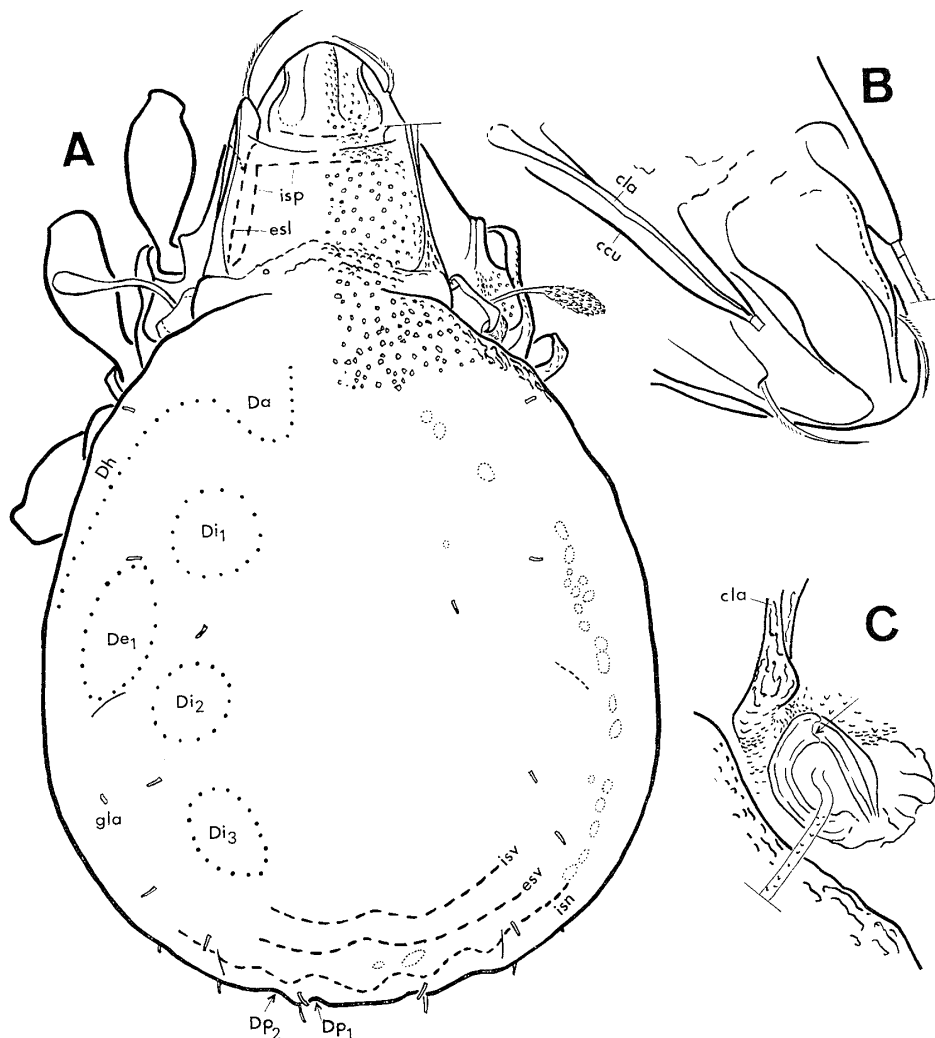 A
B
cla
ccu
isp
esl
Da
Dh
Di1
De1
Di2
cla
C
gla
Di3
isv
esv
isn
Dp2
Dp1